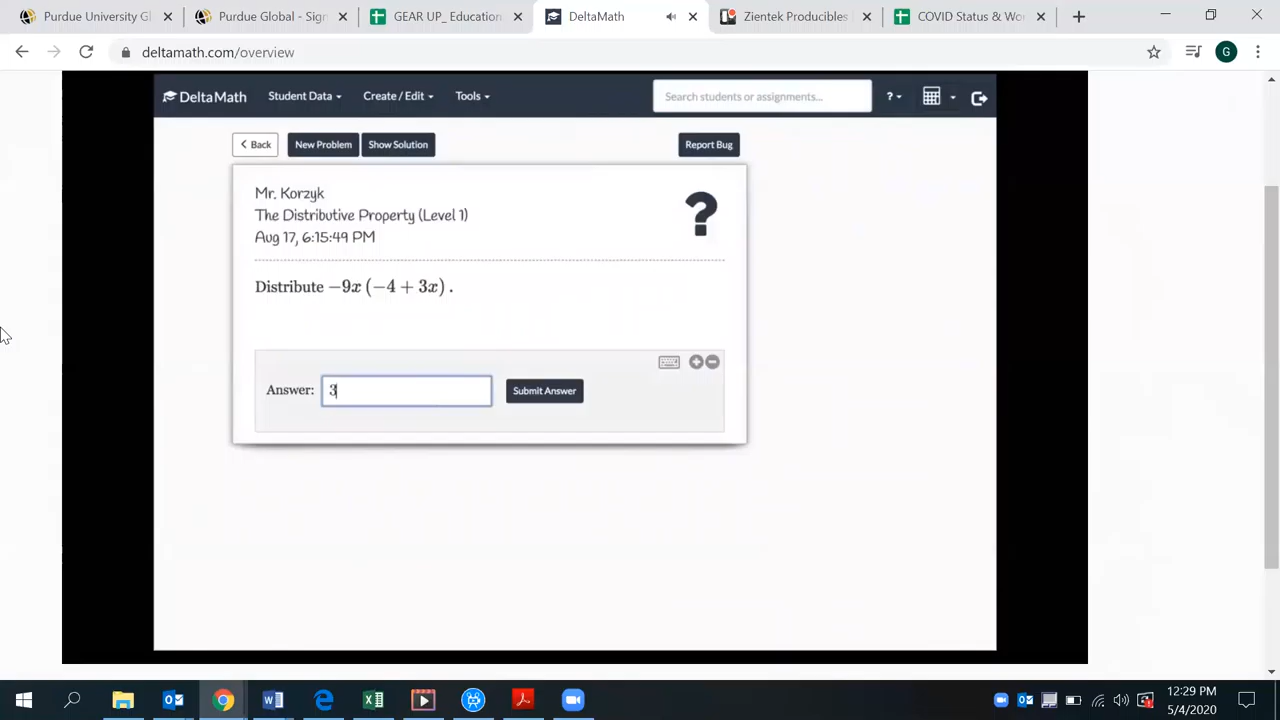 Purdue University Gl
Purdue Global - Sign
GEAR UP_ Education
DeltaMath
Zientek Producibles
COVID Status & Wor
deltamath.com/overview
G
DeltaMath
Student Data
Create / Edit
Tools
Search students or assignments...
?
< Back
New Problem
Show Solution
Report Bug
Mr. Korzyk
The Distributive Property (Level 1)
Aug 17, 6:15:49 PM
?
Distribute −9x (−4 + 3x) .
Answer: 3
Submit Answer
12:29 PM
5/4/2020